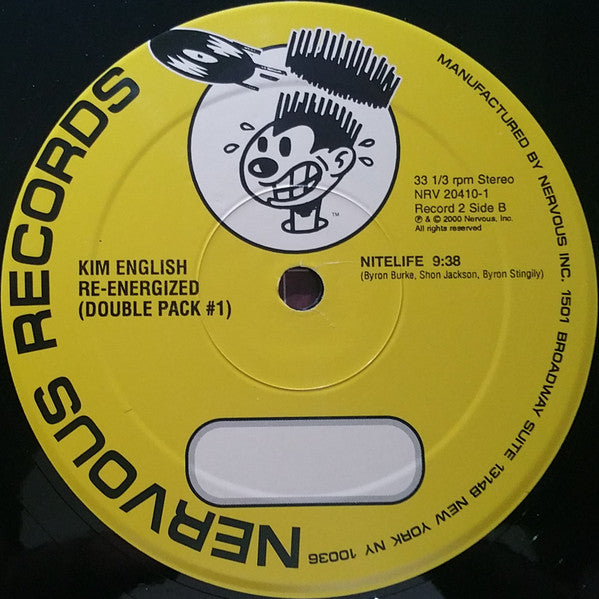 NERVOUS RECORDS
MANUFACTURED BY NERVOUS INC. 1501 BROADWAY SUITE 1314B NEW YORK NY 10036
TM
33 1/3 rpm Stereo
NRV 20410-1
Record 2 Side B
℗ & © 2000 Nervous, Inc.
All rights reserved
KIM ENGLISH
RE-ENERGIZED
(DOUBLE PACK #1)
NITELIFE 9:38
(Byron Burke, Shon Jackson, Byron Stingily)